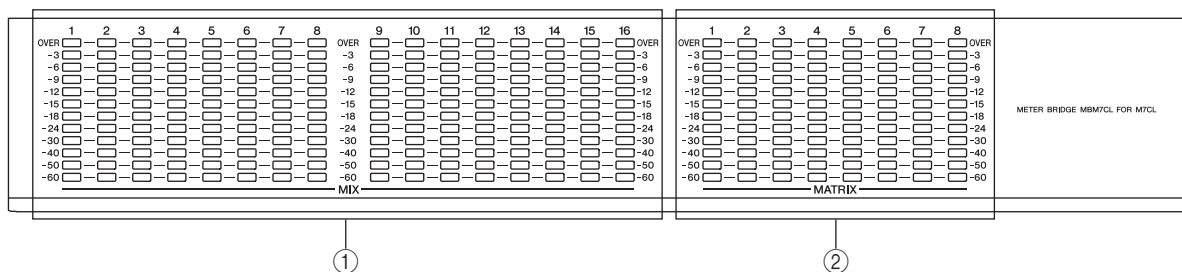 1 2 3 4 5 6 7 8 9 10 11 12 13 14 15 16 1 2 3 4 5 6 7 8
OVER OVER OVER OVER OVER
-3 -3 -3 -3 -3
-6 -6 -6 -6 -6
-9 -9 -9 -9 -9
-12 -12 -12 -12 -12
-15 -15 -15 -15 -15
-18 -18 -18 -18 -18
-24 -24 -24 -24 -24
-30 -30 -30 -30 -30
-40 -40 -40 -40 -40
-50 -50 -50 -50 -50
-60 -60 -60 -60 -60
MIX MATRIX
METER BRIDGE MBM7CL FOR M7CL
① ②